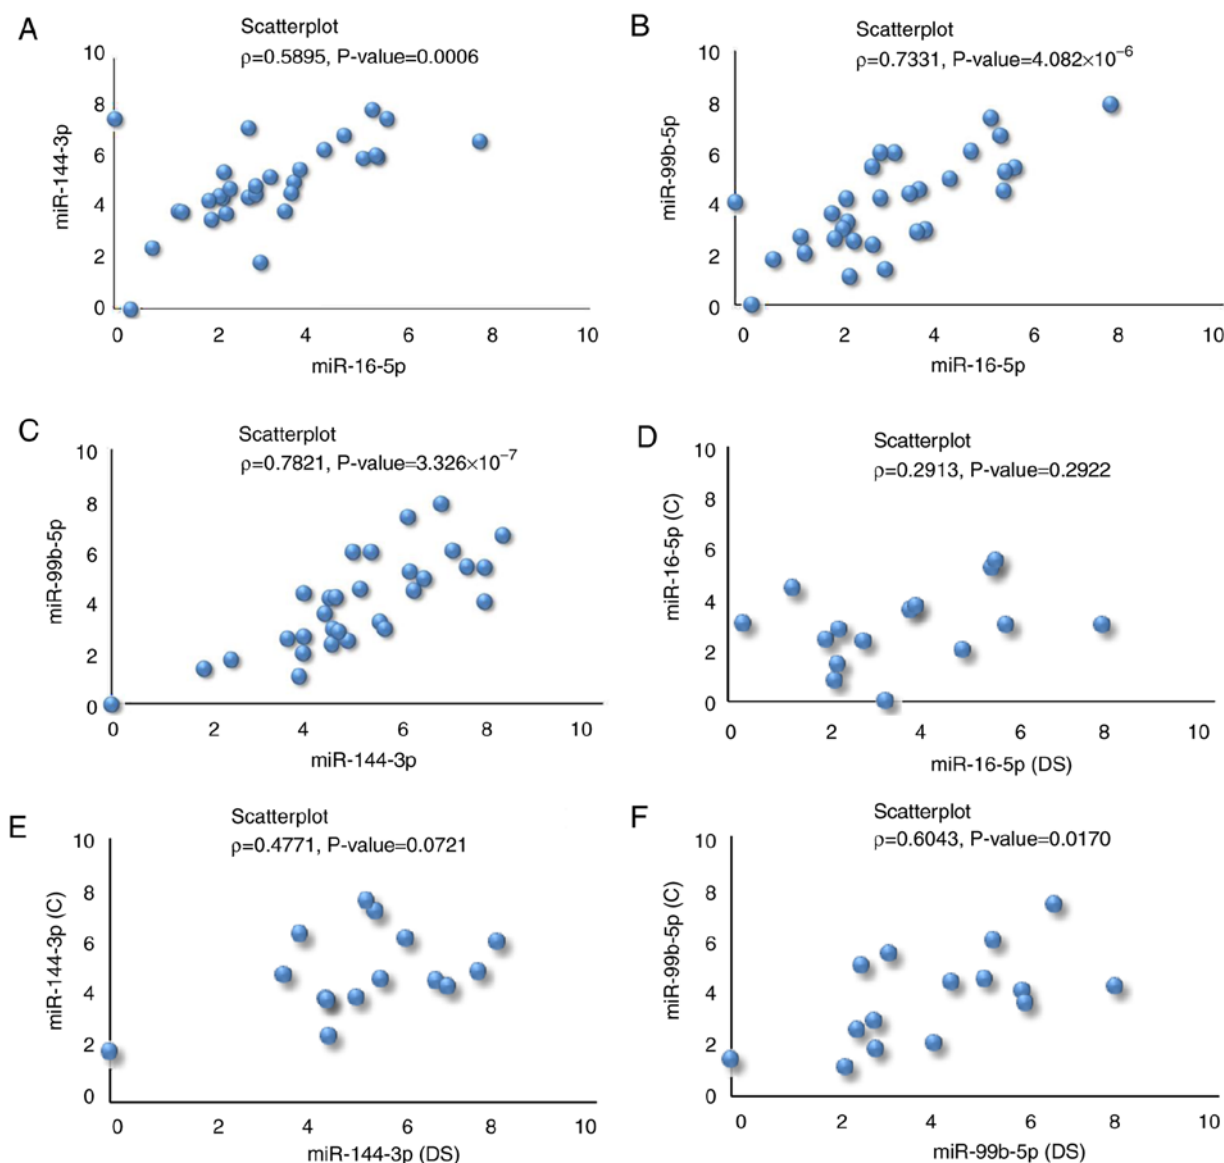 A
Scatterplot
ρ=0.5895, P-value=0.0006
10
8
6
4
2
0
miR-144-3p
0 2 4 6 8 10
miR-16-5p
B
Scatterplot
ρ=0.7331, P-value=4.082×10⁻⁶
10
8
6
4
2
0
miR-99b-5p
0 2 4 6 8 10
miR-16-5p
C
Scatterplot
ρ=0.7821, P-value=3.326×10⁻⁷
10
8
6
4
2
0
miR-99b-5p
0 2 4 6 8 10
miR-144-3p
D
Scatterplot
ρ=0.2913, P-value=0.2922
10
8
6
4
2
0
miR-16-5p (C)
0 2 4 6 8 10
miR-16-5p (DS)
E
Scatterplot
ρ=0.4771, P-value=0.0721
10
8
6
4
2
0
miR-144-3p (C)
0 2 4 6 8 10
miR-144-3p (DS)
F
Scatterplot
ρ=0.6043, P-value=0.0170
10
8
6
4
2
0
miR-99b-5p (C)
0 2 4 6 8 10
miR-99b-5p (DS)